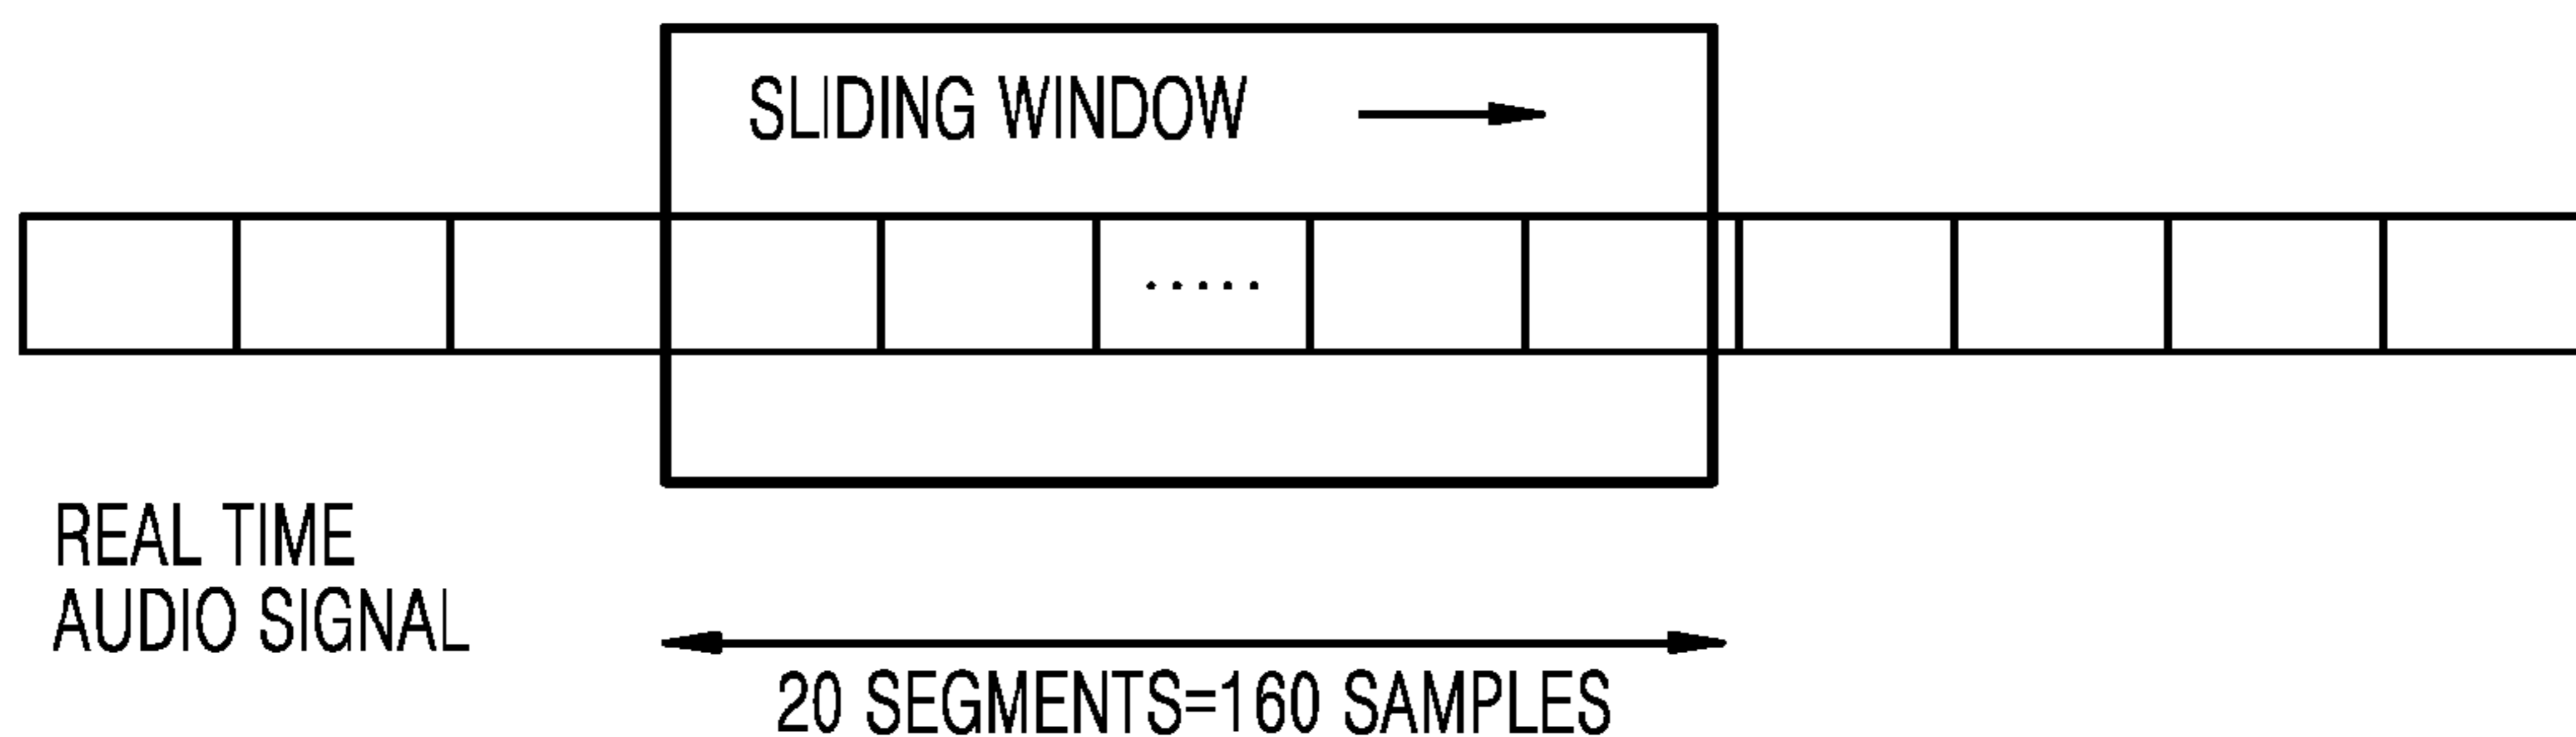 SLIDING WINDOW
.....
REAL TIME
AUDIO SIGNAL
20 SEGMENTS=160 SAMPLES